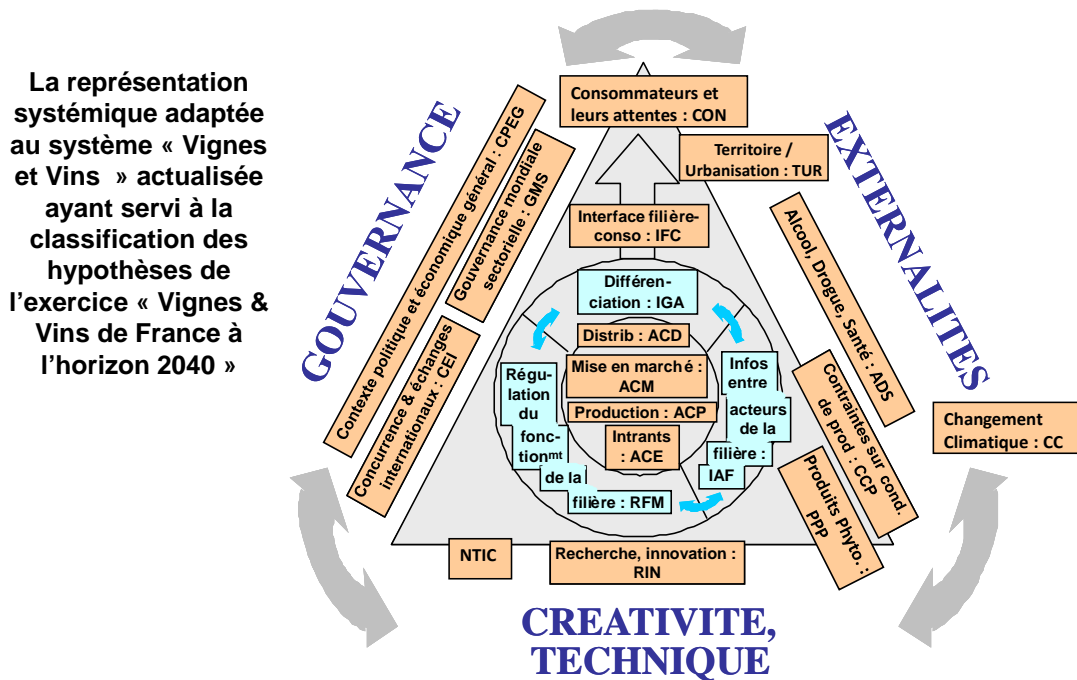 La représentation
systémique adaptée
au système « Vignes
et Vins » actualisée
ayant servi à la
classification des
hypothèses de
l'exercice « Vignes &
Vins de France à
l'horizon 2040 »
GOUVERNANCE
Contexte politique et économique général : CPEG
Gouvernance mondiale
sectorielle : GMS
Concurrence & échanges
internationaux : CEI
Consommateurs et
leurs attentes : CON
Territoire /
Urbanisation : TUR
EXTERNALITES
Alcool, Drogue, Santé : ADS
Contraintes sur cond.
de prod : CCP
Produits Phyto. :
PPP
Changement
Climatique : CC
Interface filière-
conso : IFC
Différen-
ciation : IGA
Distrib : ACD
Mise en marché :
ACM
Production : ACP
Intrants
: ACE
Régu-
lation
du
fonc-
tionmt
de la
filière : RFM
Infos
entre
acteurs
de la
filière :
IAF
NTIC
Recherche, innovation :
RIN
CREATIVITE,
TECHNIQUE